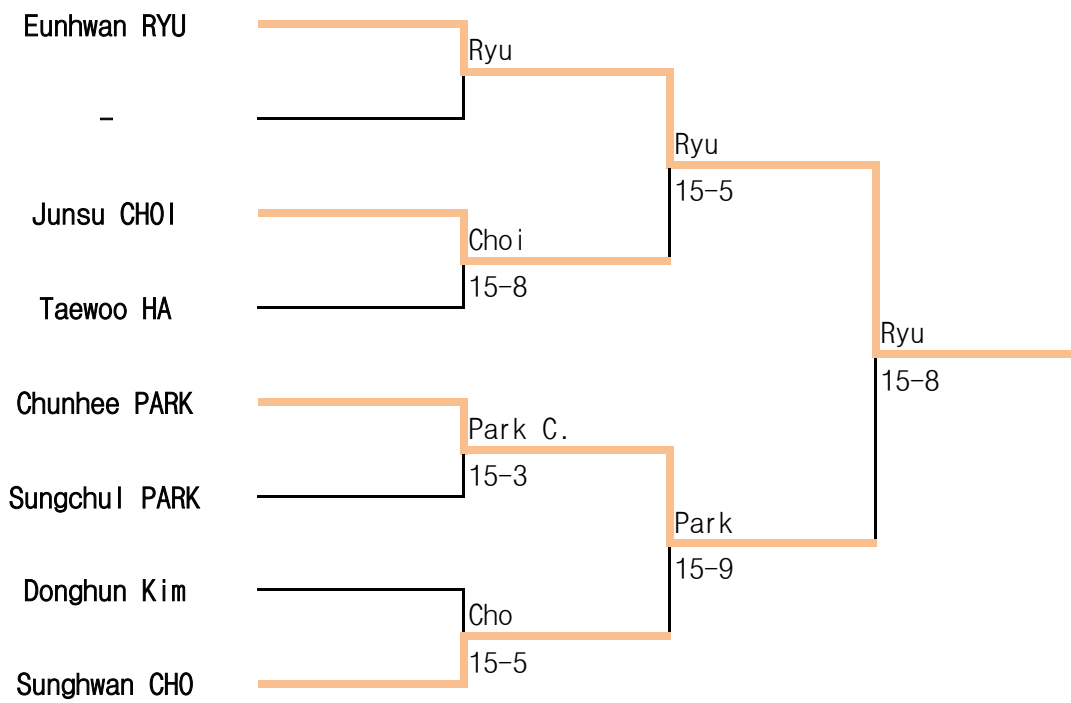 Eunhwan RYU
-
Junsu CHOI
Taewoo HA
Chunhee PARK
Sungchul PARK
Donghun Kim
Sunghwan CHO
Ryu
Choi
15-8
Park C.
15-3
Cho
15-5
Ryu
15-5
Park
15-9
Ryu
15-8